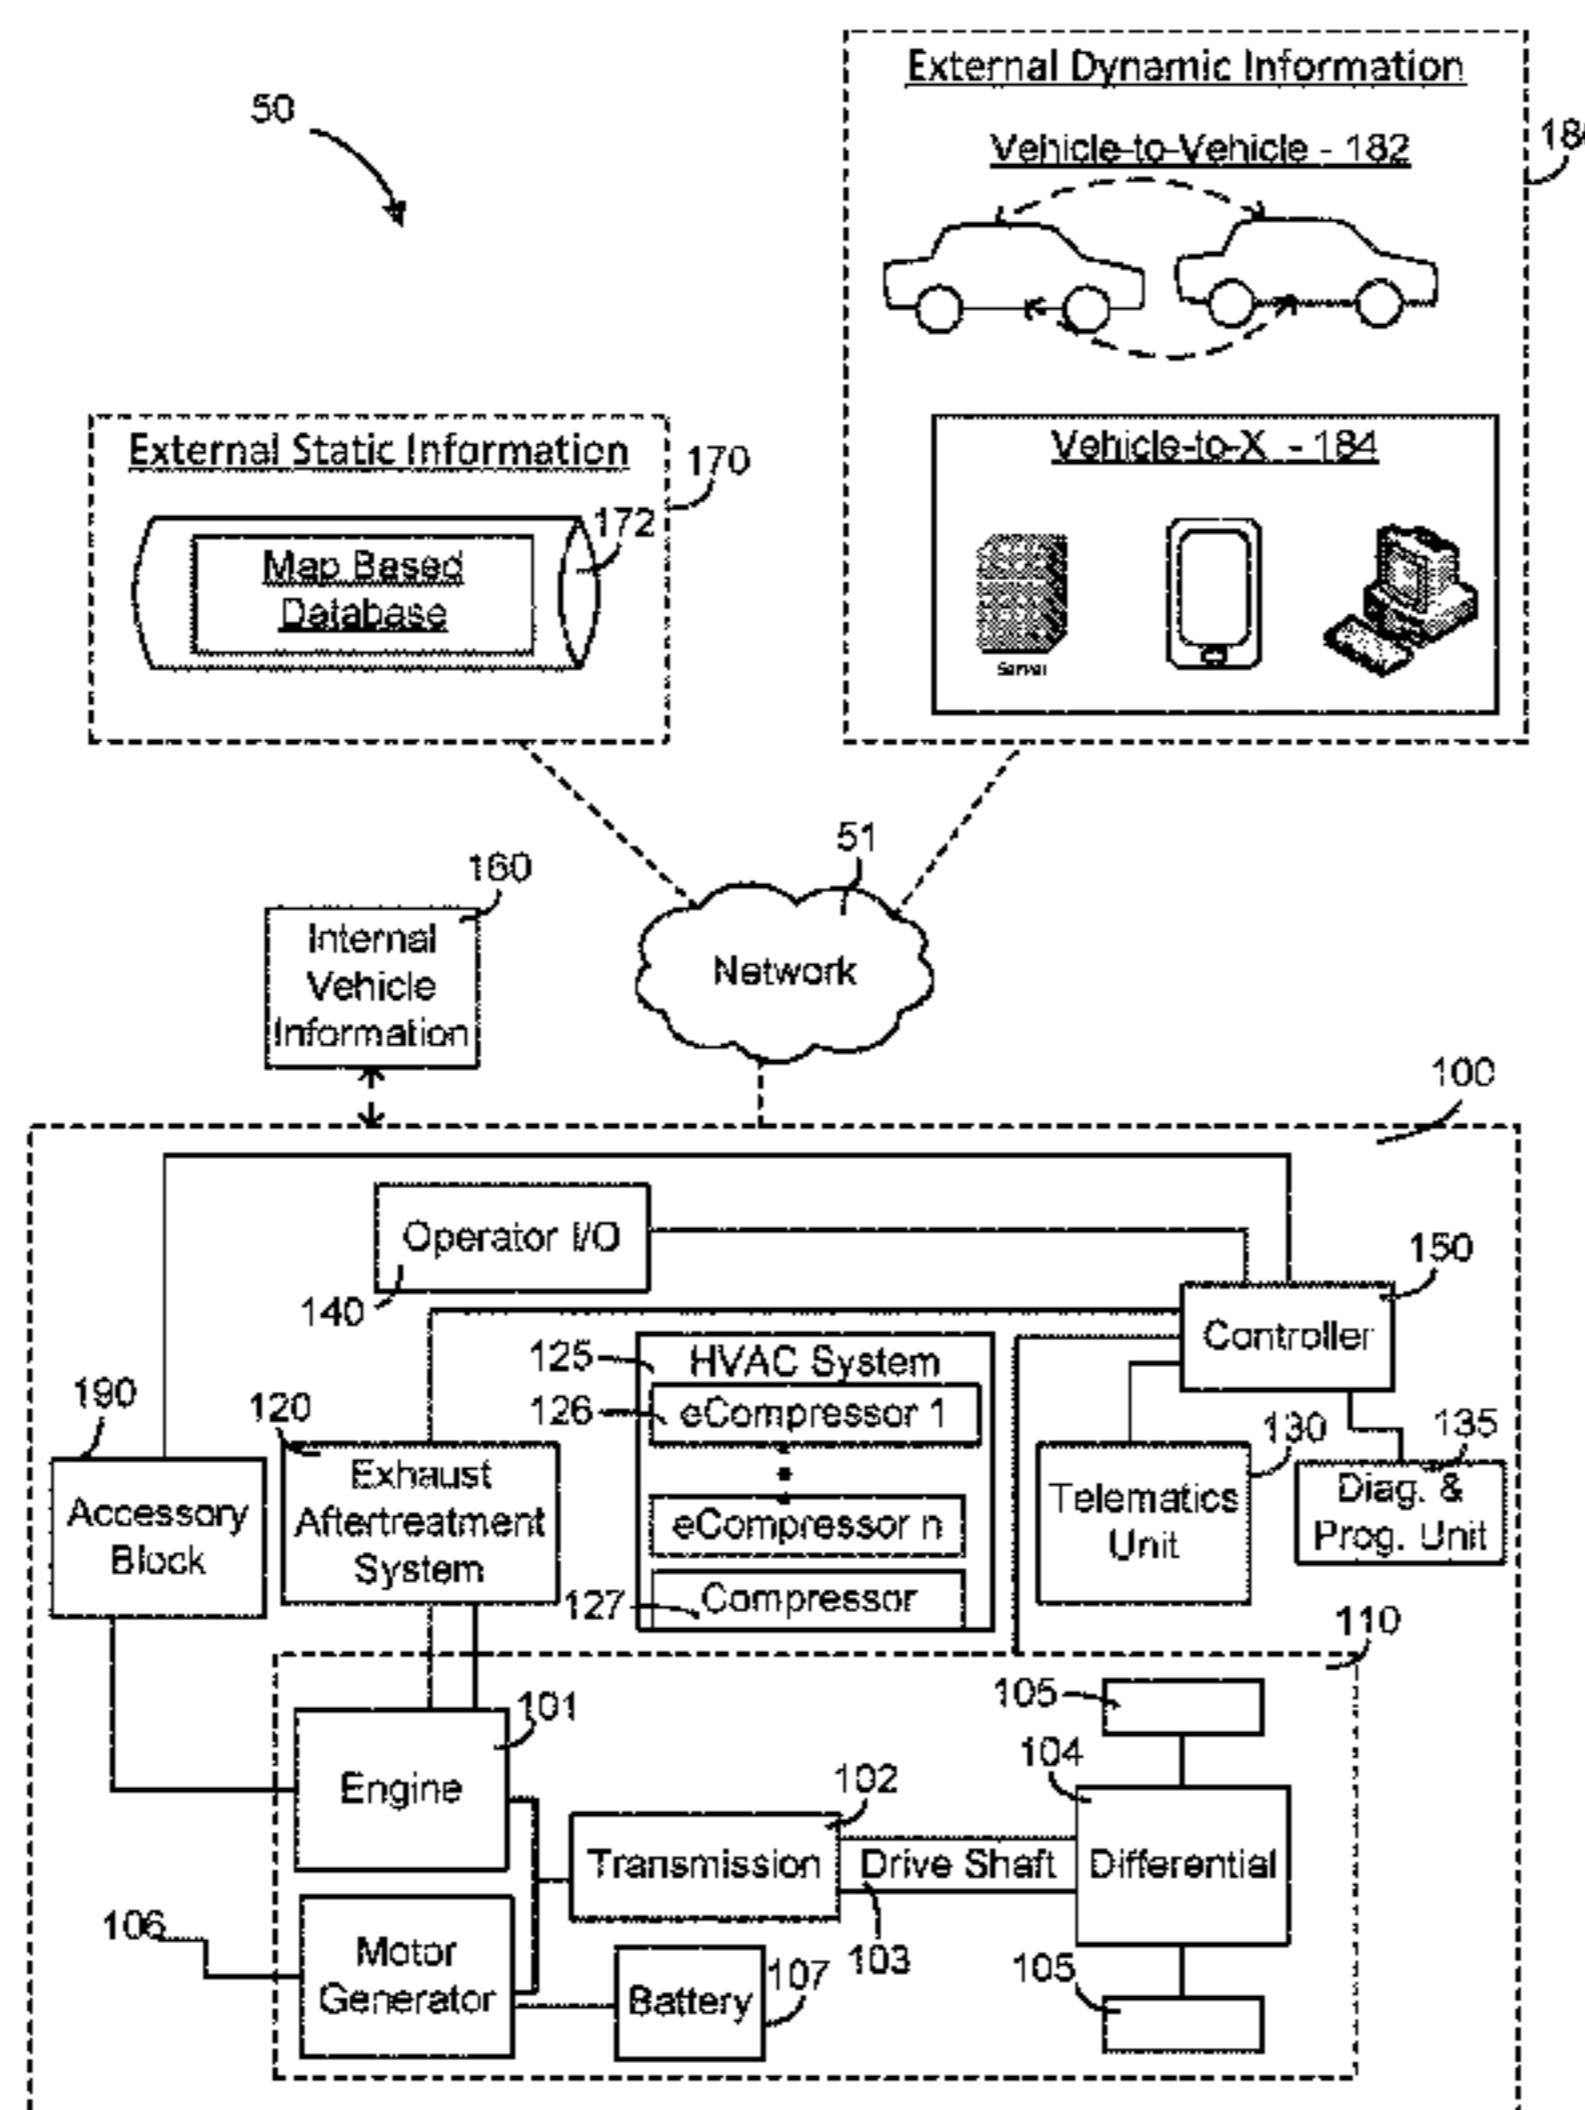 50
External Dynamic Information
Vehicle-to-Vehicle - 182
External Static Information
170
172
Map Based
Database
Vehicle-to-X - 184
Server
51
Network
160
Internal
Vehicle
Information
100
Operator I/O
140
150
Controller
190
Accessory
Block
120
Exhaust
Aftertreatment
System
125
HVAC System
126
eCompressor 1
eCompressor n
127
Compressor
130
Telematics
Unit
135
Diag. &
Prog. Unit
110
101
Engine
102
Transmission
Drive Shaft
103
104
Differential
105
105
106
Motor
Generator
Battery
107